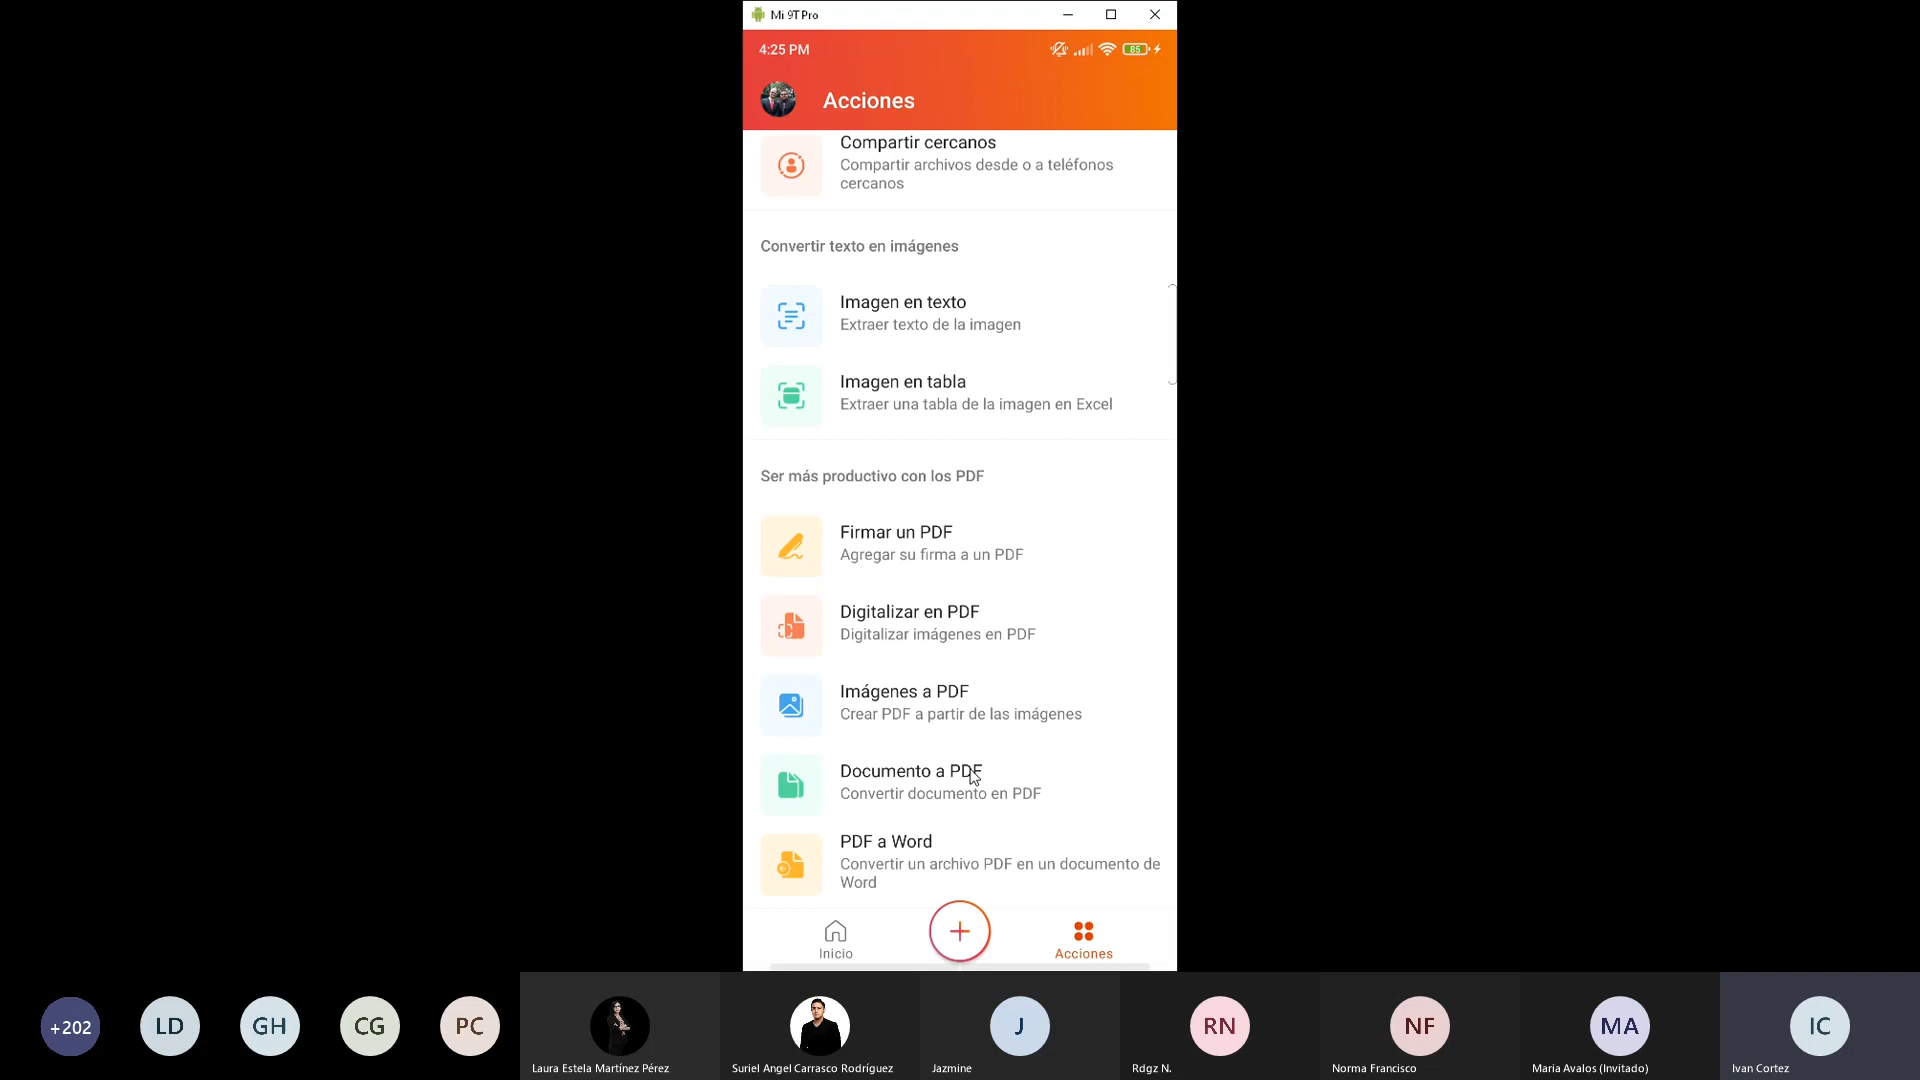 Mi 9T Pro
4:25 PM
85
Acciones
Compartir cercanos
Compartir archivos desde o a teléfonos
cercanos
Convertir texto en imágenes
Imagen en texto
Extraer texto de la imagen
Imagen en tabla
Extraer una tabla de la imagen en Excel
Ser más productivo con los PDF
Firmar un PDF
Agregar su firma a un PDF
Digitalizar en PDF
Digitalizar imágenes en PDF
Imágenes a PDF
Crear PDF a partir de las imágenes
Documento a PDF
Convertir documento en PDF
PDF a Word
Convertir un archivo PDF en un documento de
Word
Inicio
Acciones
+202
LD
GH
CG
PC
Laura Estela Martínez Pérez
Suriel Angel Carrasco Rodríguez
J
Jazmine
RN
Rdgz N.
NF
Norma Francisco
MA
Maria Avalos (Invitado)
IC
Ivan Cortez